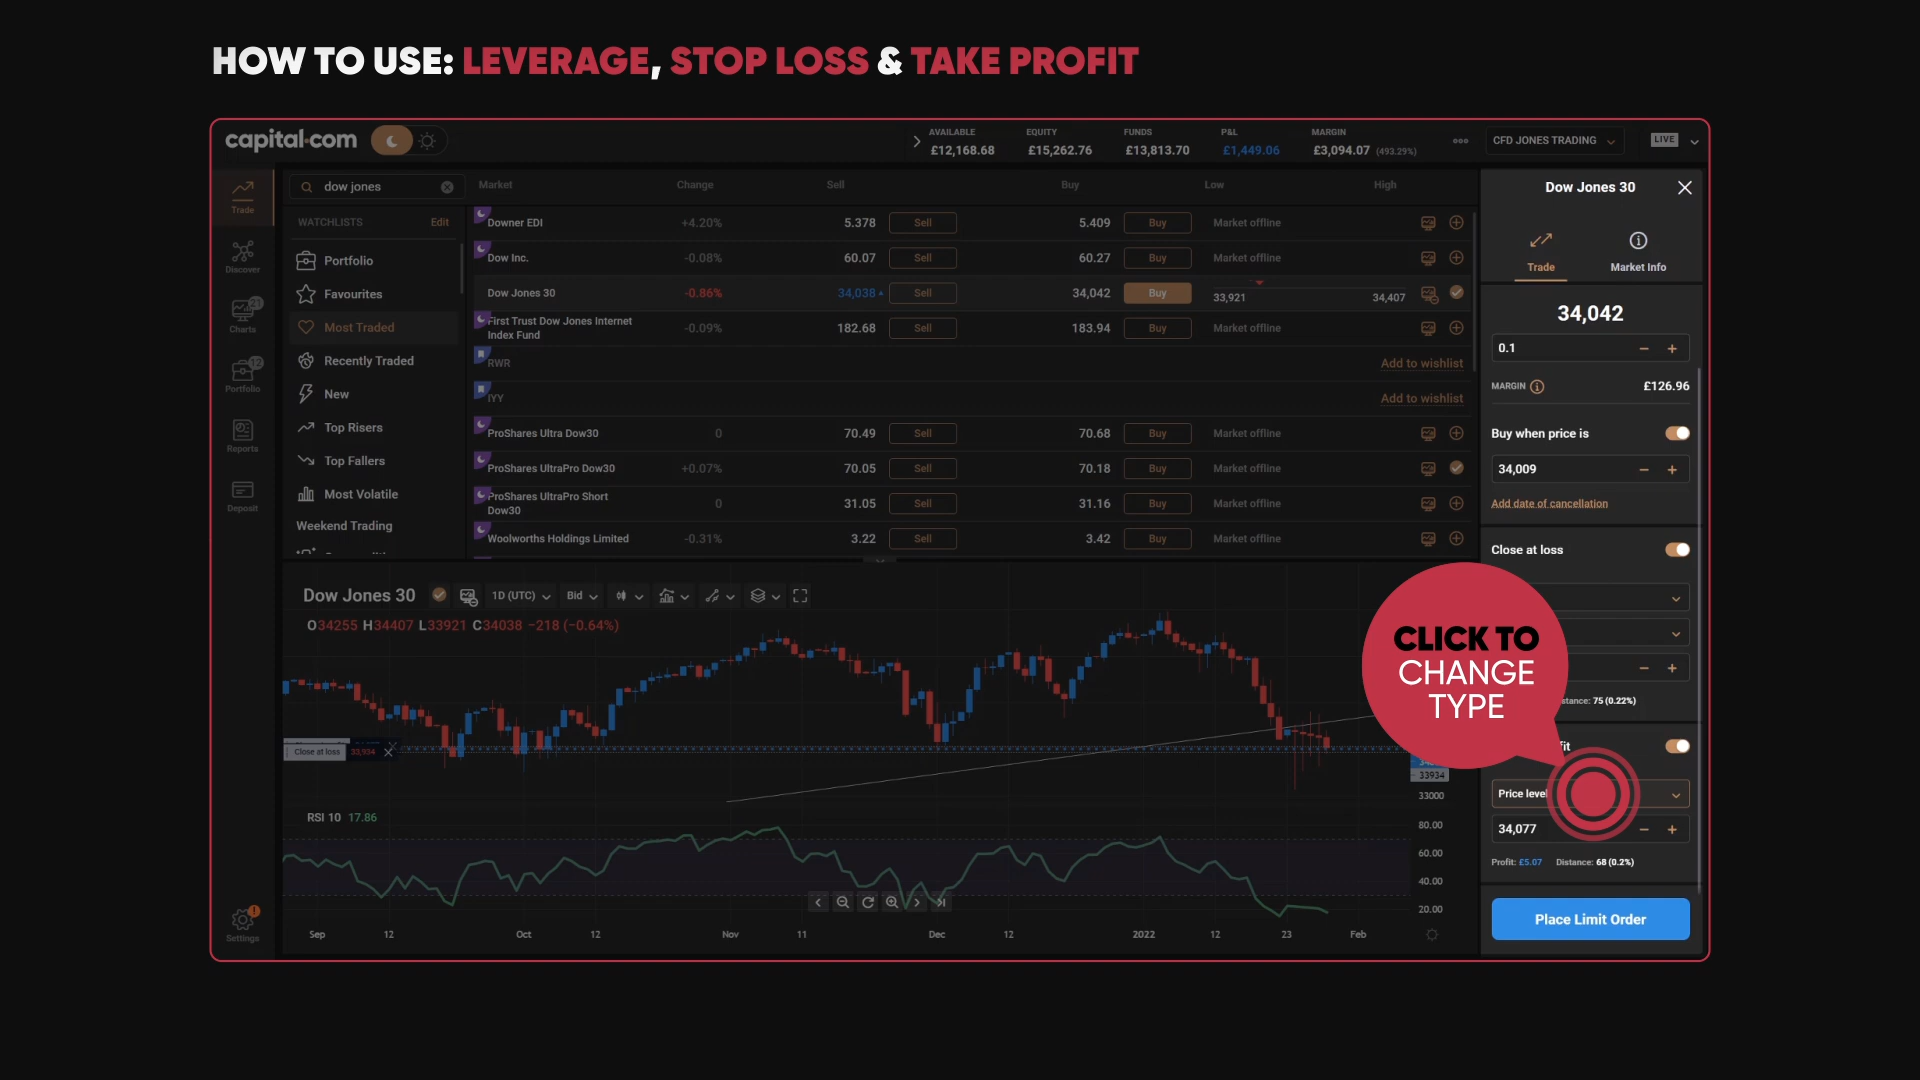 HOW TO USE: LEVERAGE, STOP LOSS & TAKE PROFIT
capital.com
AVAILABLE
£12,168.68
EQUITY
£15,262.76
FUNDS
£13,813.70
P&L
£1,449.06
MARGIN
£3,094.07 (493.29%)
CFD JONES TRADING
LIVE
Trade
Discover
21
Charts
12
Portfolio
Reports
Deposit
Settings
dow jones
WATCHLISTS
Edit
Portfolio
Favourites
Most Traded
Recently Traded
New
Top Risers
Top Fallers
Most Volatile
Weekend Trading
Market Change Sell Buy Low High
Downer EDI +4.20% 5.378 Sell 5.409 Buy Market offline
Dow Inc. -0.08% 60.07 Sell 60.27 Buy Market offline
Dow Jones 30 -0.86% 34,038 Sell 34,042 Buy 33,921 34,407
First Trust Dow Jones Internet
Index Fund -0.09% 182.68 Sell 183.94 Buy Market offline
RWR Add to wishlist
IYY Add to wishlist
ProShares Ultra Dow30 0 70.49 Sell 70.68 Buy Market offline
ProShares UltraPro Dow30 +0.07% 70.05 Sell 70.18 Buy Market offline
ProShares UltraPro Short
Dow30 0 31.05 Sell 31.16 Buy Market offline
Woolworths Holdings Limited -0.31% 3.22 Sell 3.42 Buy Market offline
Dow Jones 30 1D (UTC) Bid
O34255 H34407 L33921 C34038 −218 (−0.64%)
Close at loss 33,934
33934
33000
RSI 10 17.86
80.00
60.00
40.00
20.00
Sep 12 Oct 12 Nov 11 Dec 12 2022 12 23 Feb
Dow Jones 30
Trade
Market Info
34,042
0.1
MARGIN £126.96
Buy when price is
34,009
Add date of cancellation
Close at loss
stance: 75 (0.22%)
CLICK TO
CHANGE
TYPE
fit
Price level
34,077
Profit: £5.07 Distance: 68 (0.2%)
Place Limit Order